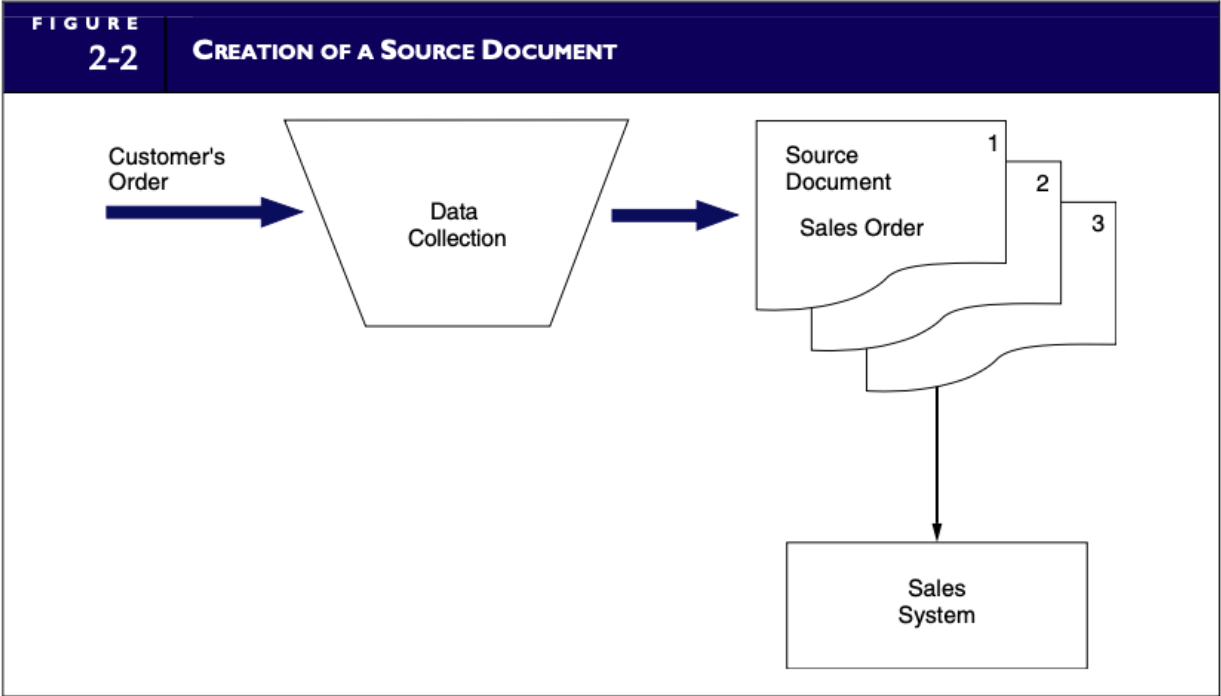 FIGURE
2-2
CREATION OF A SOURCE DOCUMENT
Customer's
Order
Data
Collection
Source
Document
Sales Order
1
2
3
Sales
System